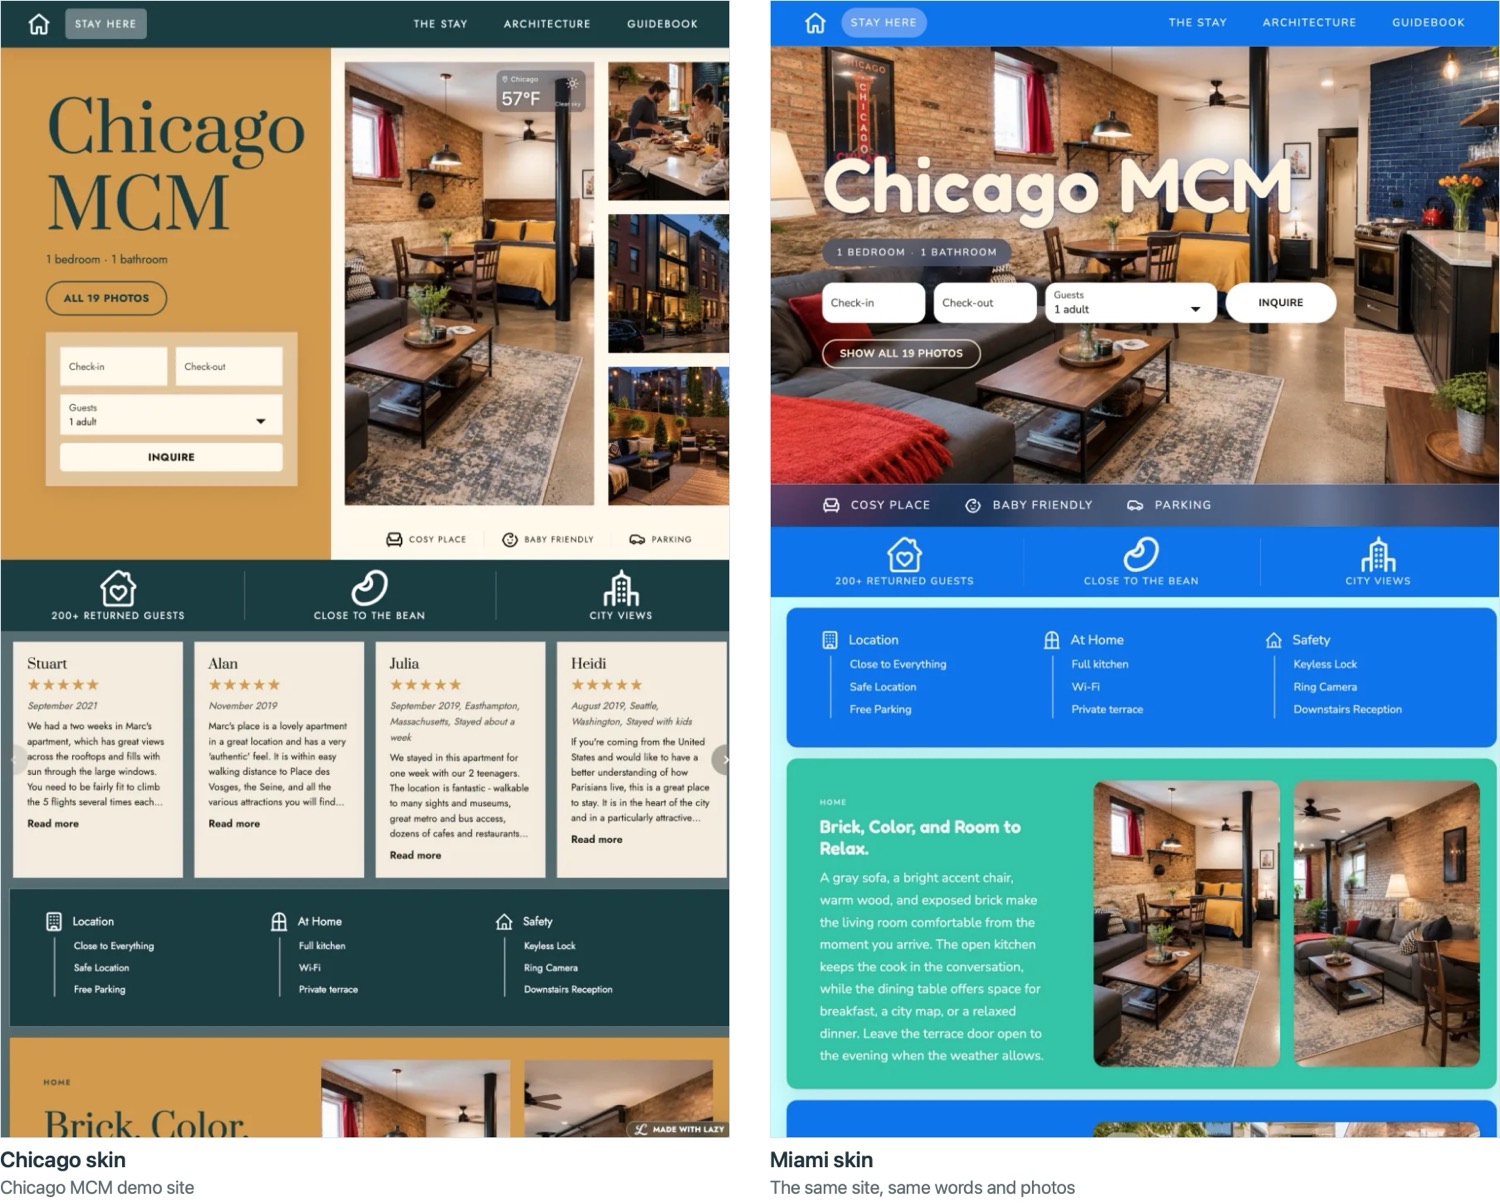 STAY HERE
THE STAY
ARCHITECTURE
GUIDEBOOK
Chicago
MCM
1 bedroom · 1 bathroom
ALL 19 PHOTOS
Check-in
Check-out
Guests
1 adult
INQUIRE
Chicago
57°F
Clear sky
COSY PLACE
BABY FRIENDLY
PARKING
200+ RETURNED GUESTS
CLOSE TO THE BEAN
CITY VIEWS
Stuart
September 2021
We had a two weeks in Marc's
apartment, which has great views
across the rooftops and fills with
sun through the large windows.
You need to be fairly fit to climb
the 5 flights several times each...
Read more
Alan
November 2019
Marc's place is a lovely apartment
in a great location and has a very
'authentic' feel. It is within easy
walking distance to Place des
Vosges, the Seine, and all the
various attractions you will find...
Read more
Julia
September 2019, Easthampton,
Massachusetts, Stayed about a
week
We stayed in this apartment for
one week with our 2 teenagers.
The location is fantastic - walkable
to many sights and museums,
great metro and bus access,
dozens of cafes and restaurants...
Read more
Heidi
August 2019, Seattle,
Washington, Stayed with kids
If you're coming from the United
States and would like to have a
better understanding of how
Parisians live, this is a great place
to stay. It is in the heart of the city
and in a particularly attractive...
Read more
Location
Close to Everything
Safe Location
Free Parking
At Home
Full kitchen
Wi-Fi
Private terrace
Safety
Keyless Lock
Ring Camera
Downstairs Reception
HOME
Brick, Color,
MADE WITH LAZY
Chicago skin
Chicago MCM demo site
STAY HERE
THE STAY
ARCHITECTURE
GUIDEBOOK
CHICAGO
CHICAGO
Chicago MCM
1 BEDROOM · 1 BATHROOM
Check-in
Check-out
Guests
1 adult
INQUIRE
SHOW ALL 19 PHOTOS
COSY PLACE
BABY FRIENDLY
PARKING
200+ RETURNED GUESTS
CLOSE TO THE BEAN
CITY VIEWS
Location
Close to Everything
Safe Location
Free Parking
At Home
Full kitchen
Wi-Fi
Private terrace
Safety
Keyless Lock
Ring Camera
Downstairs Reception
HOME
Brick, Color, and Room to
Relax.
A gray sofa, a bright accent chair,
warm wood, and exposed brick make
the living room comfortable from the
moment you arrive. The open kitchen
keeps the cook in the conversation,
while the dining table offers space for
breakfast, a city map, or a relaxed
dinner. Leave the terrace door open to
the evening when the weather allows.
Miami skin
The same site, same words and photos